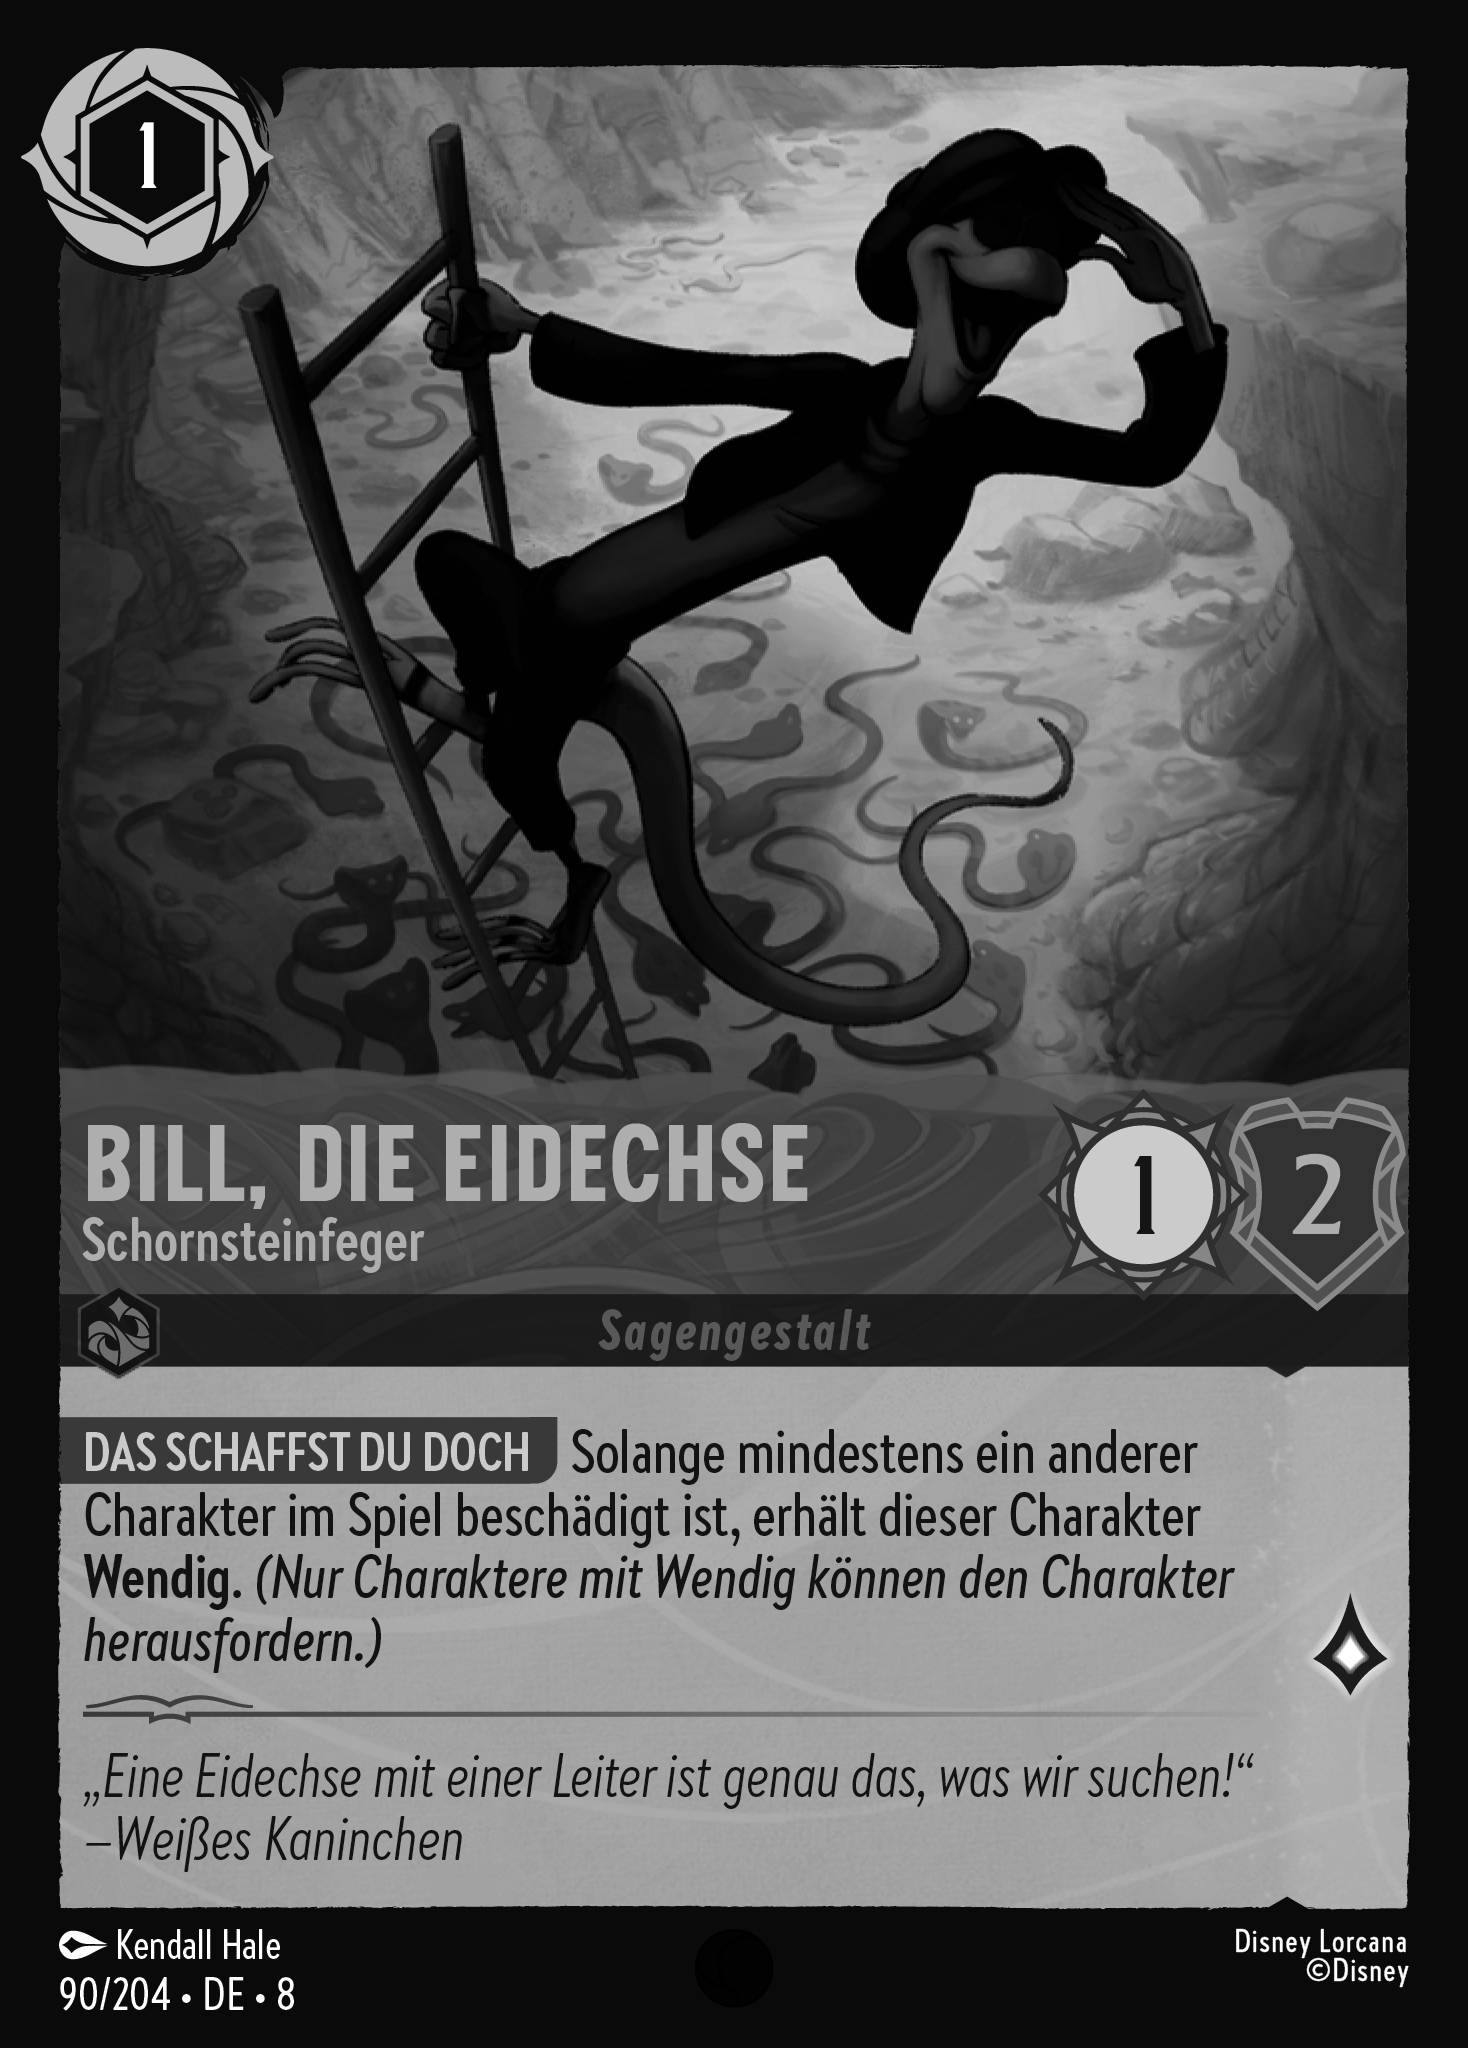 1
BILL, DIE EIDECHSE
Schornsteinfeger
1
2
Sagengestalt
DAS SCHAFFST DU DOCH Solange mindestens ein anderer
Charakter im Spiel beschädigt ist, erhält dieser Charakter
Wendig. (Nur Charaktere mit Wendig können den Charakter
herausfordern.)
„Eine Eidechse mit einer Leiter ist genau das, was wir suchen!“
–Weißes Kaninchen
Kendall Hale
90/204 • DE • 8
Disney Lorcana
©Disney